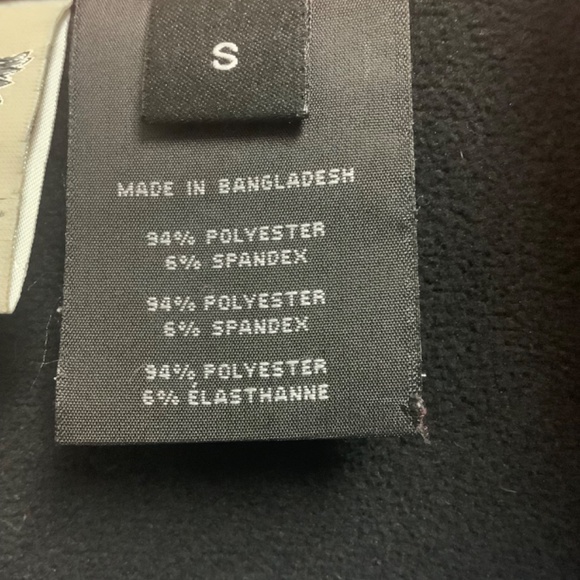 S
MADE IN BANGLADESH
94% POLYESTER
6% SPANDEX
94% POLYESTER
6% SPANDEX
94% POLYESTER
6% ÉLASTHANNE